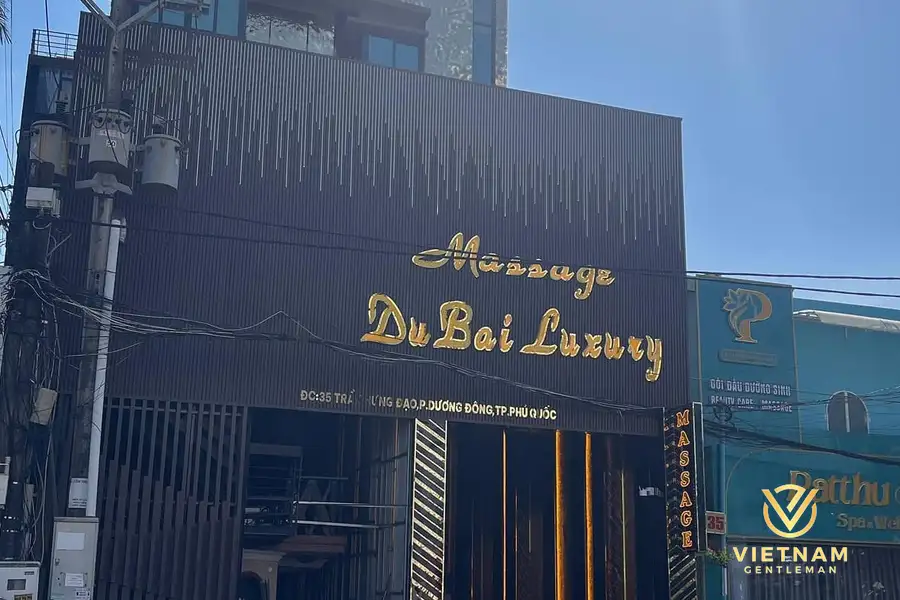 Massage
DuBai Luxury
ĐC:35 TRẦN HƯNG ĐẠO,P.DƯƠNG ĐÔNG,TP.PHÚ QUỐC
MASSAGE
35
P
GỘI ĐẦU DƯỠNG SINH
BEAUTY CARE - MASSAGE
Spa
VIETNAM
GENTLEMAN